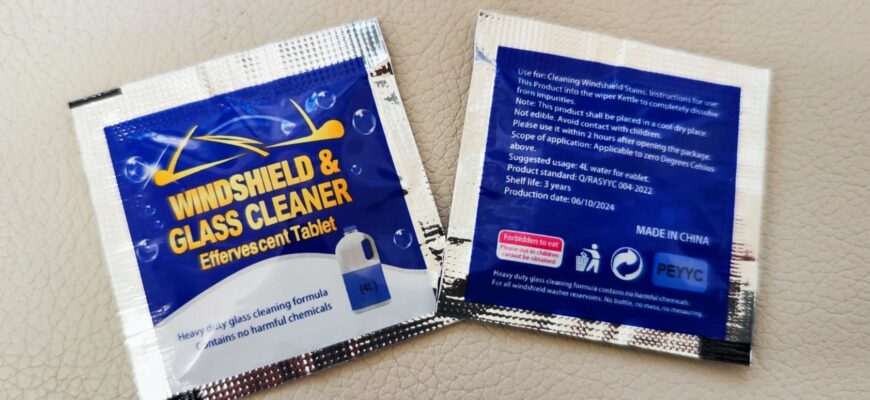 WINDSHIELD &
GLASS CLEANER
Effervescent Tablet
(4L)
Heavy duty glass cleaning formula
Contains no harmful chemicals
Use for: Cleaning Windshield Stains. Instructions for use:
This Product into the wiper Kettle to completely dissolve
from impurities.
Note: This product shall be placed in a cool dry place.
Not edible. Avoid contact with children.
Please use it within 2 hours after opening the package.
Scope of application: Applicable to zero Degrees Celsius
above.
Suggested usage: 4L water for eablet.
Product standard: Q/RASYYC 004-2022
Shelf life: 3 years
Production date: 06/10/2024
MADE IN CHINA
Forbidden to eat
Please out in children
cannot be obtained
PEYYC
Heavy duty glass cleaning formula contains no harmful chemicals.
For all windshield washer reservoirs. No bottle, no mess, no mesauring.